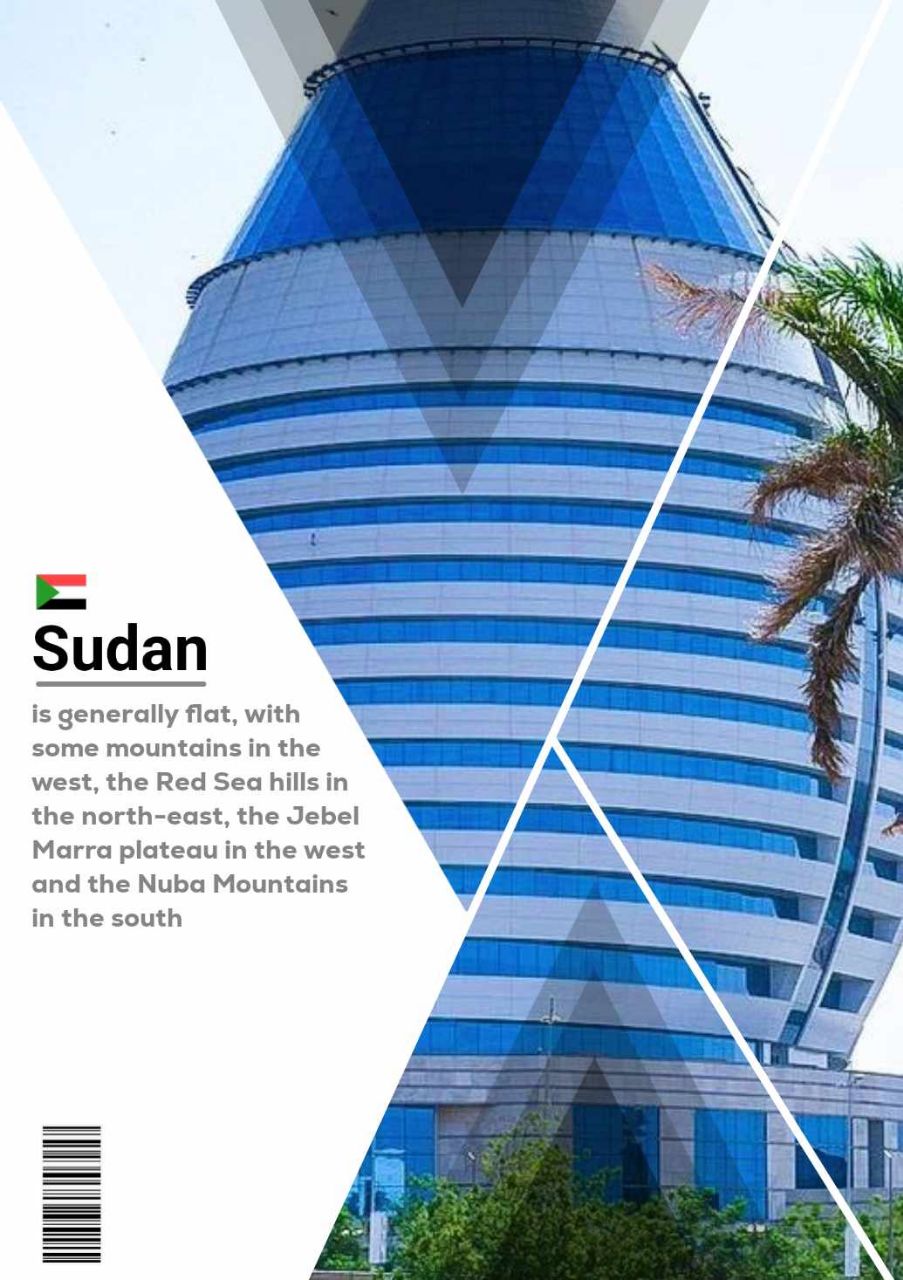 Sudan
is generally flat, with
some mountains in the
west, the Red Sea hills in
the north-east, the Jebel
Marra plateau in the west
and the Nuba Mountains
in the south